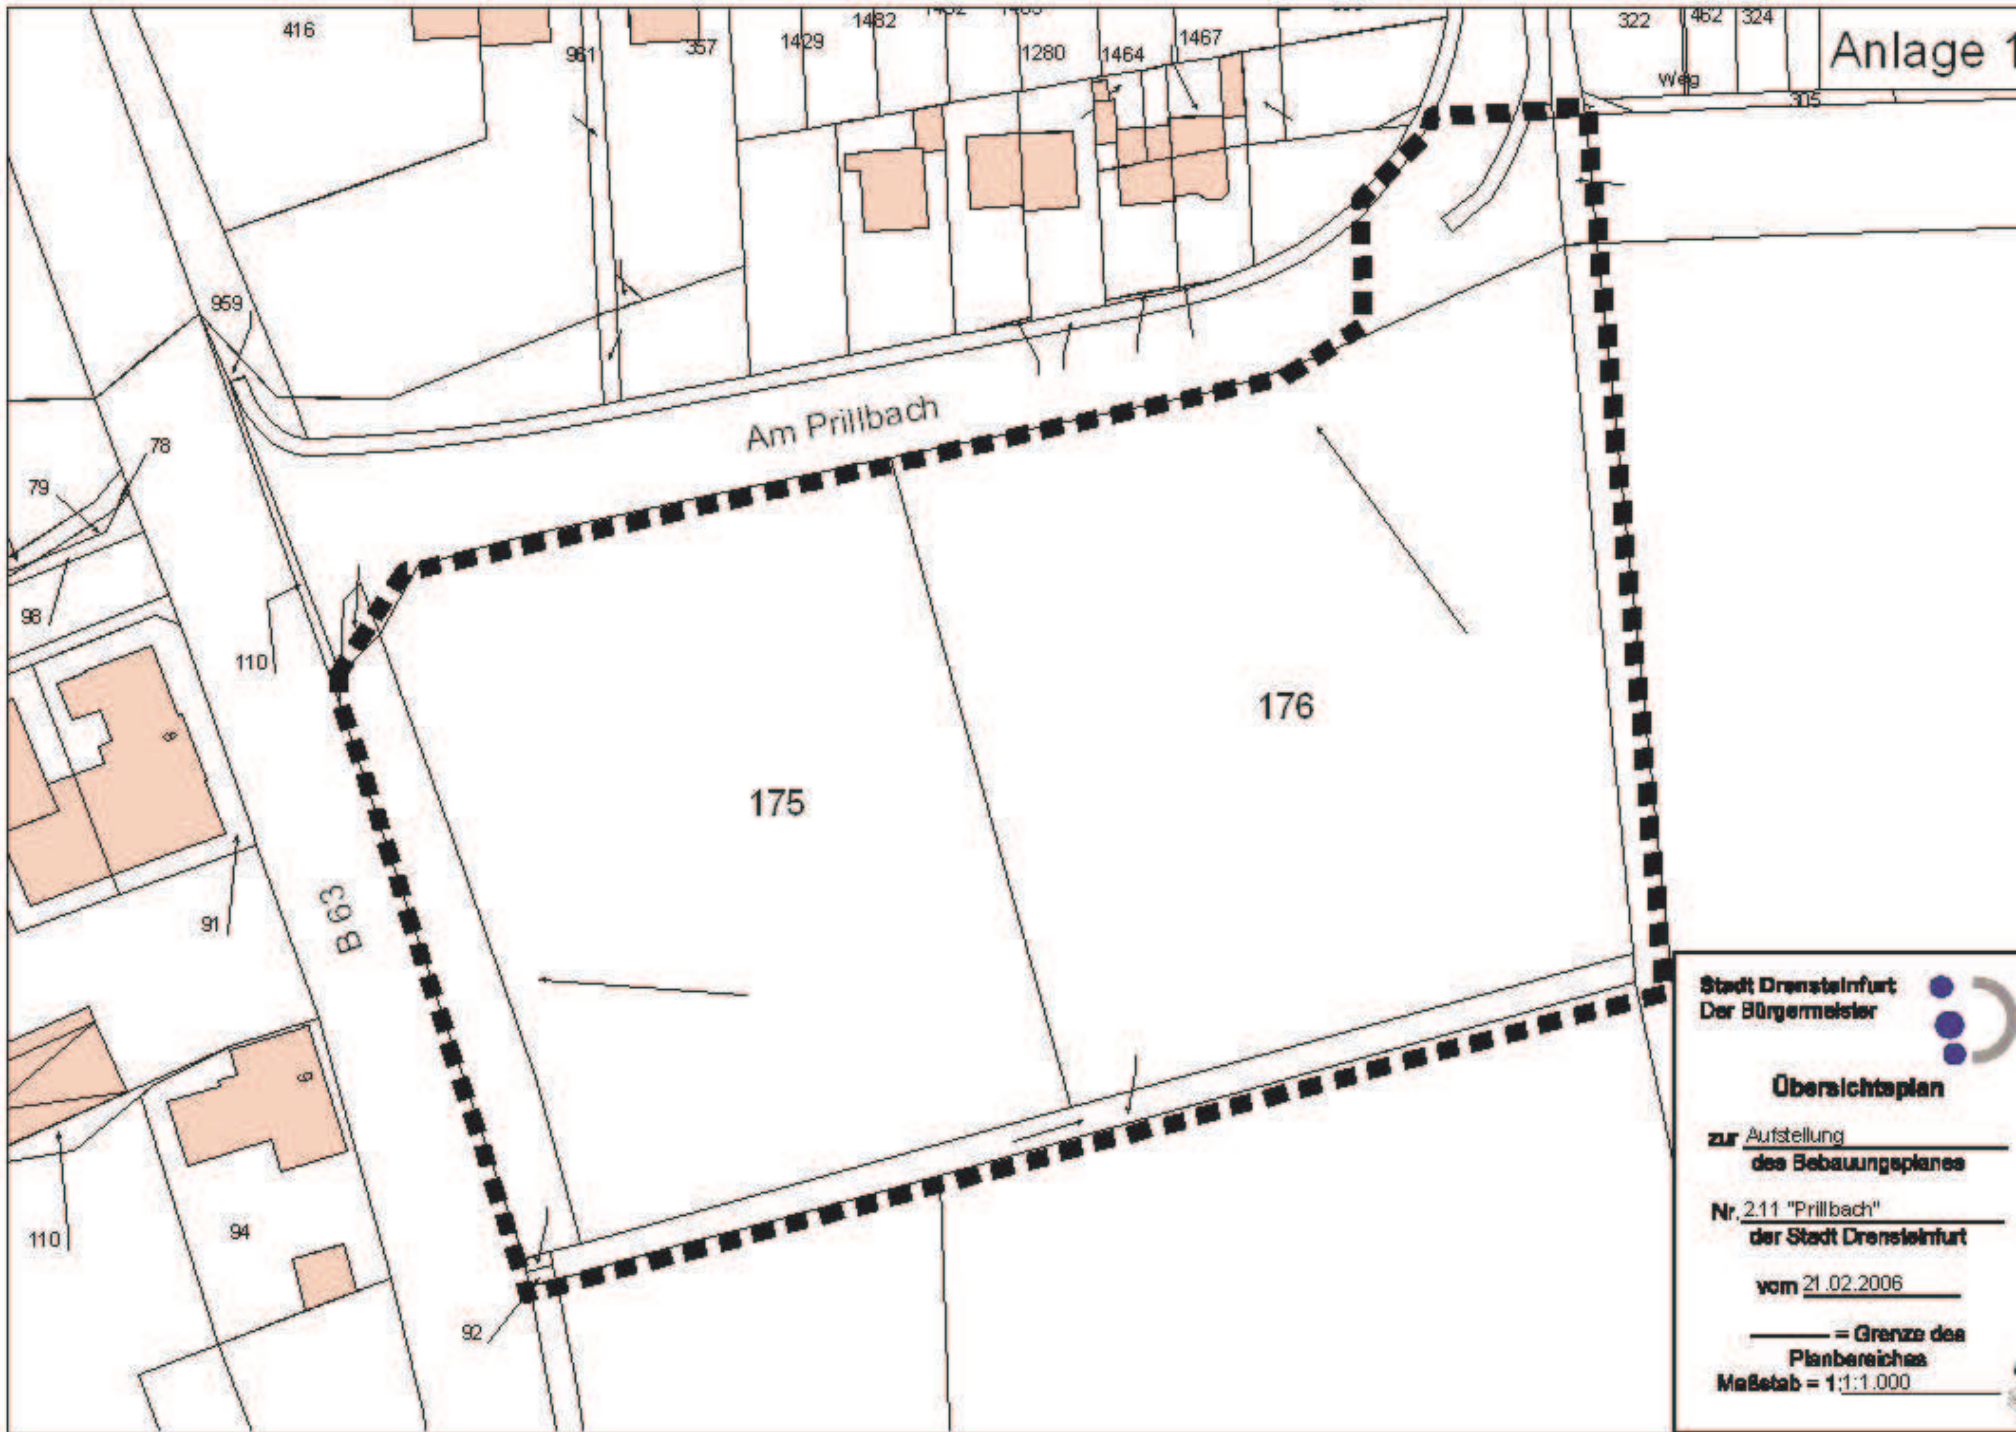 416
961
357
1429
1482
1280
1464
1467
322
462
324
Weg
305
Anlage 1
959
78
79
98
110
Am Prillbach
176
175
B 63
91
110
94
92
Stadt Drensteinfurt
Der Bürgermeister
Übersichtsplan
zur Aufstellung
des Bebauungsplanes
Nr. 2.11 "Prillbach"
der Stadt Drensteinfurt
vom 21.02.2006
= Grenze des
Planbereiches
Maßstab = 1:1:1.000